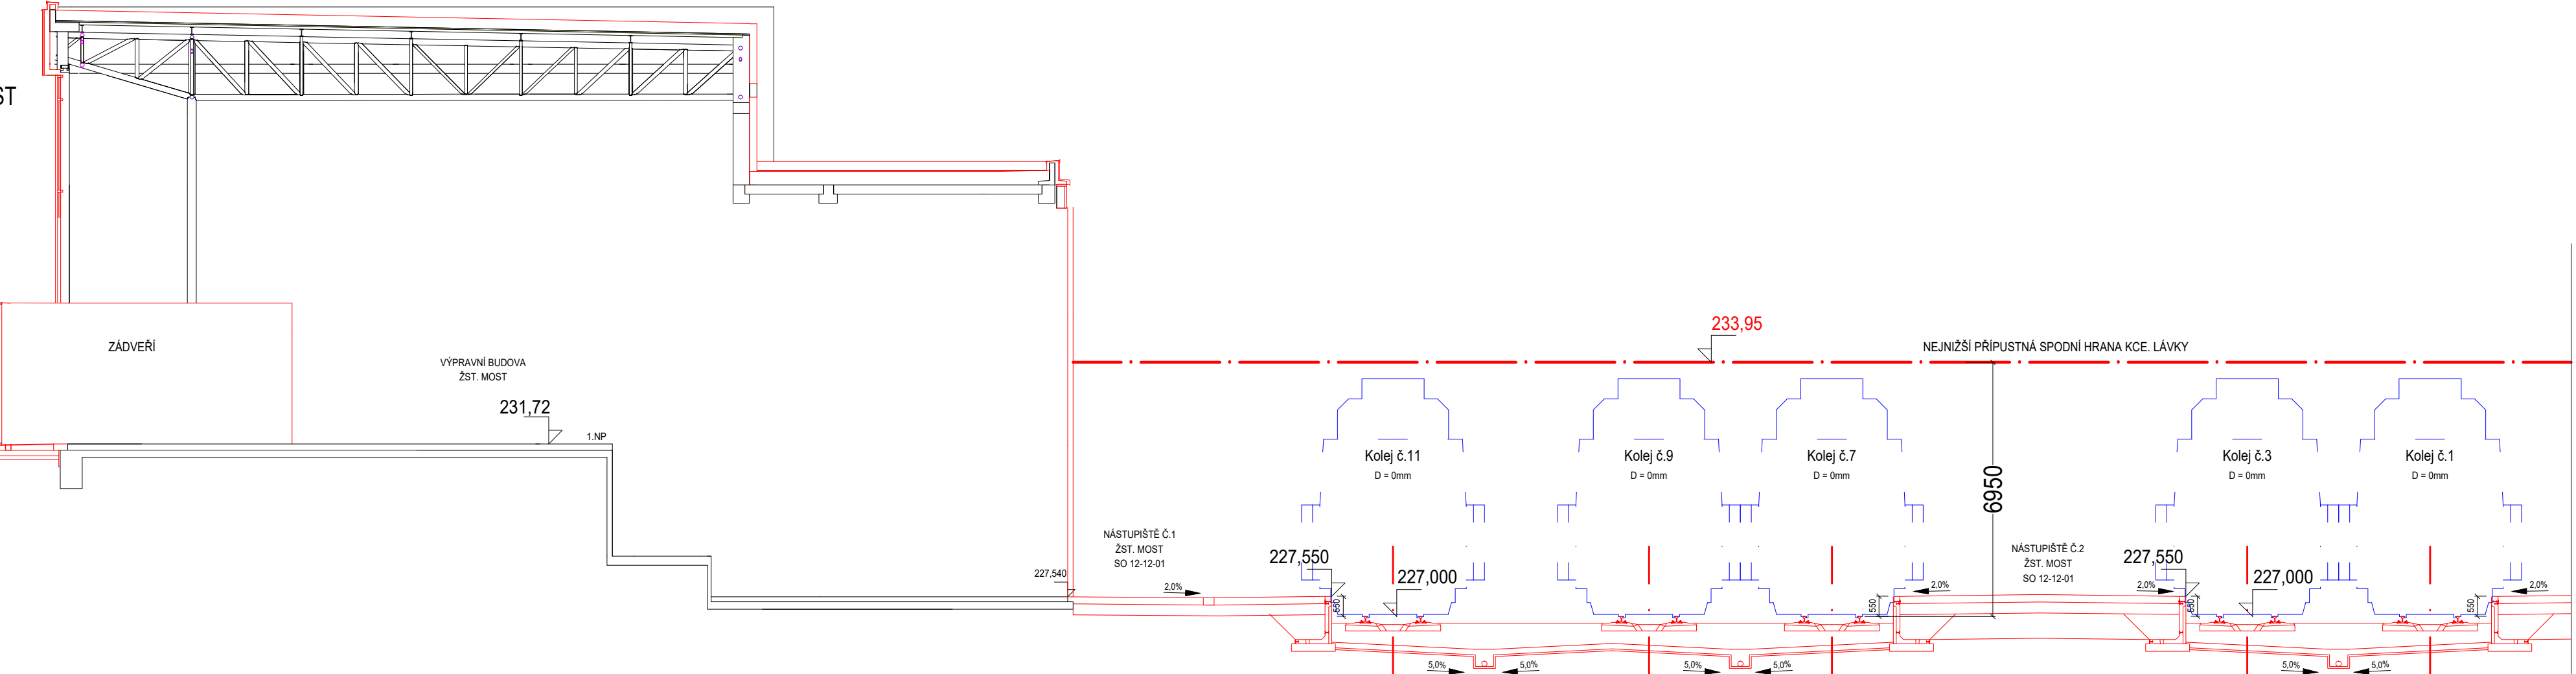 ST
ZÁDVEŘÍ
VÝPRAVNÍ BUDOVA
ŽST. MOST
231,72
1.NP
233,95
NEJNIŽŠÍ PŘÍPUSTNÁ SPODNÍ HRANA KCE. LÁVKY
Kolej č.11
D = 0mm
Kolej č.9
D = 0mm
Kolej č.7
D = 0mm
Kolej č.3
D = 0mm
Kolej č.1
D = 0mm
6950
NÁSTUPIŠTĚ Č.1
ŽST. MOST
SO 12-12-01
NÁSTUPIŠTĚ Č.2
ŽST. MOST
SO 12-12-01
227,540
2,0%
227,550
550
227,000
550
2,0%
2,0%
227,550
550
227,000
550
2,0%
5,0%
5,0%
5,0%
5,0%
5,0%
5,0%